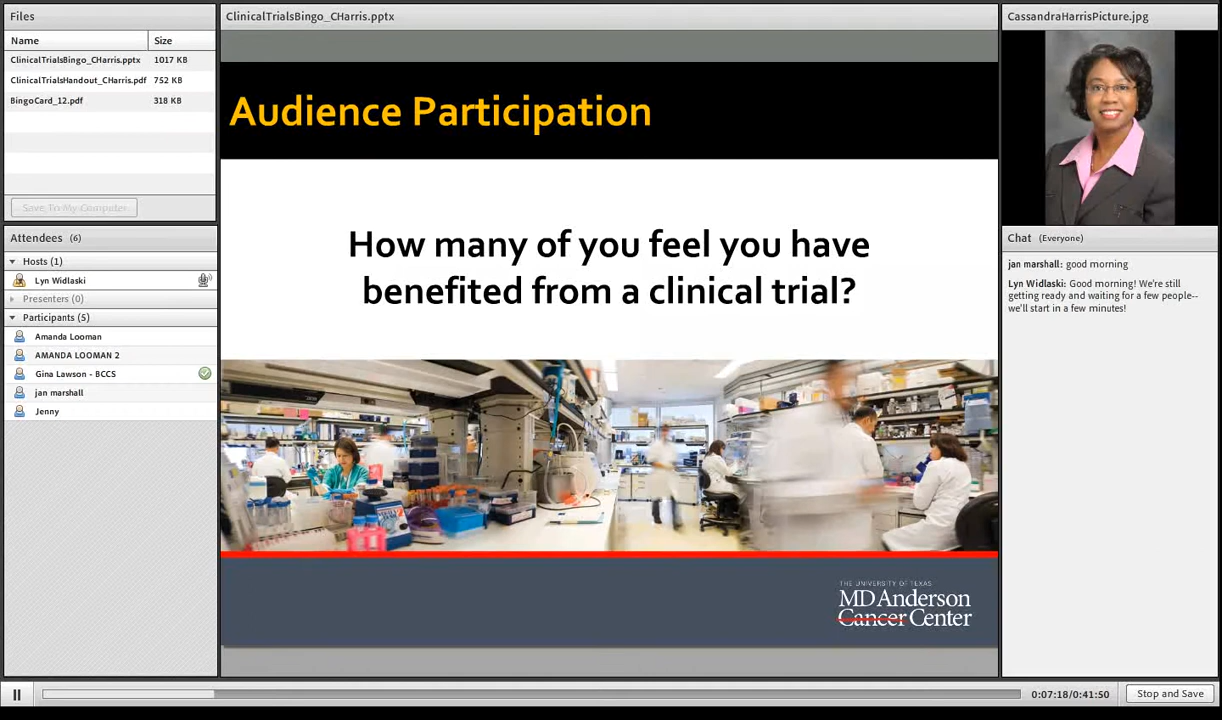 Files
Name
Size
ClinicalTrialsBingo_CHarris.pptx
1017 KB
ClinicalTrialsHandout_CHarris.pdf
752 KB
BingoCard_12.pdf
318 KB
Save To My Computer
Attendees (6)
Hosts (1)
Lyn Widlaski
Presenters (0)
Participants (5)
Amanda Looman
AMANDA LOOMAN 2
Gina Lawson - BCCS
jan marshall
Jenny
ClinicalTrialsBingo_CHarris.pptx
Audience Participation
How many of you feel you have
benefited from a clinical trial?
THE UNIVERSITY OF TEXAS
MD Anderson
Cancer Center
CassandraHarrisPicture.jpg
Chat (Everyone)
jan marshall: good morning
Lyn Widlaski: Good morning! We're still
getting ready and waiting for a few people--
we'll start in a few minutes!
0:07:18/0:41:50
Stop and Save